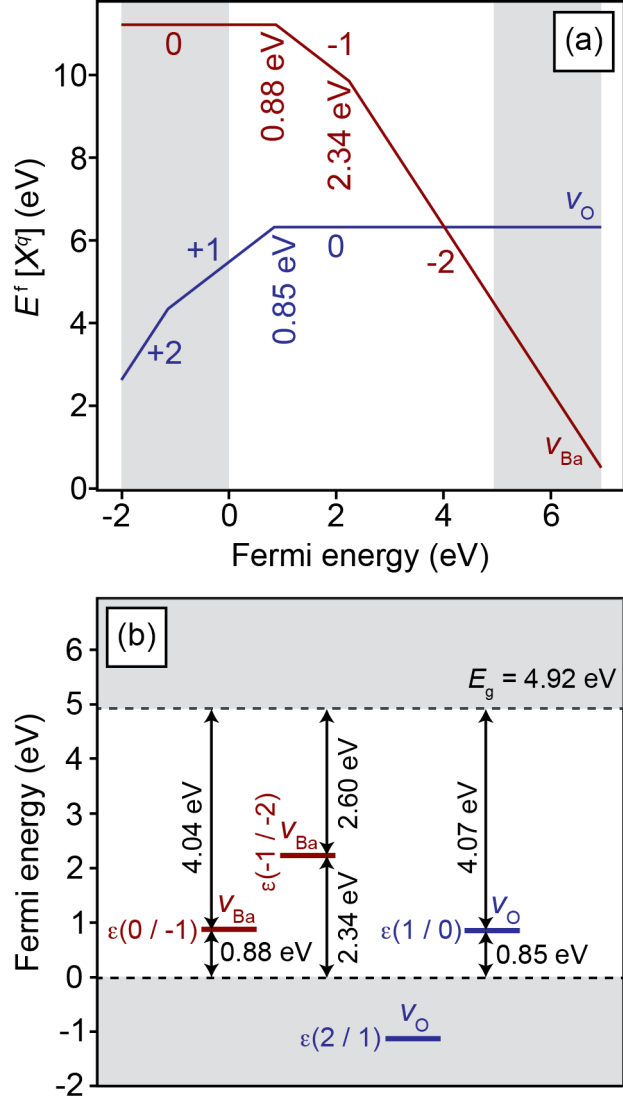 (a)
0
-1
0.88 eV
2.34 eV
v_O
+1
0
-2
0.85 eV
+2
v_Ba
E^f [X^q] (eV)
10
8
6
4
2
0
-2 0 2 4 6
Fermi energy (eV)
(b)
E_g = 4.92 eV
Fermi energy (eV)
6
5
4
3
2
1
0
-1
-2
4.04 eV
2.60 eV
4.07 eV
ε(-1 / -2)
v_Ba
v_Ba
v_O
ε(0 / -1)
ε(1 / 0)
0.88 eV
2.34 eV
0.85 eV
v_O
ε(2 / 1)